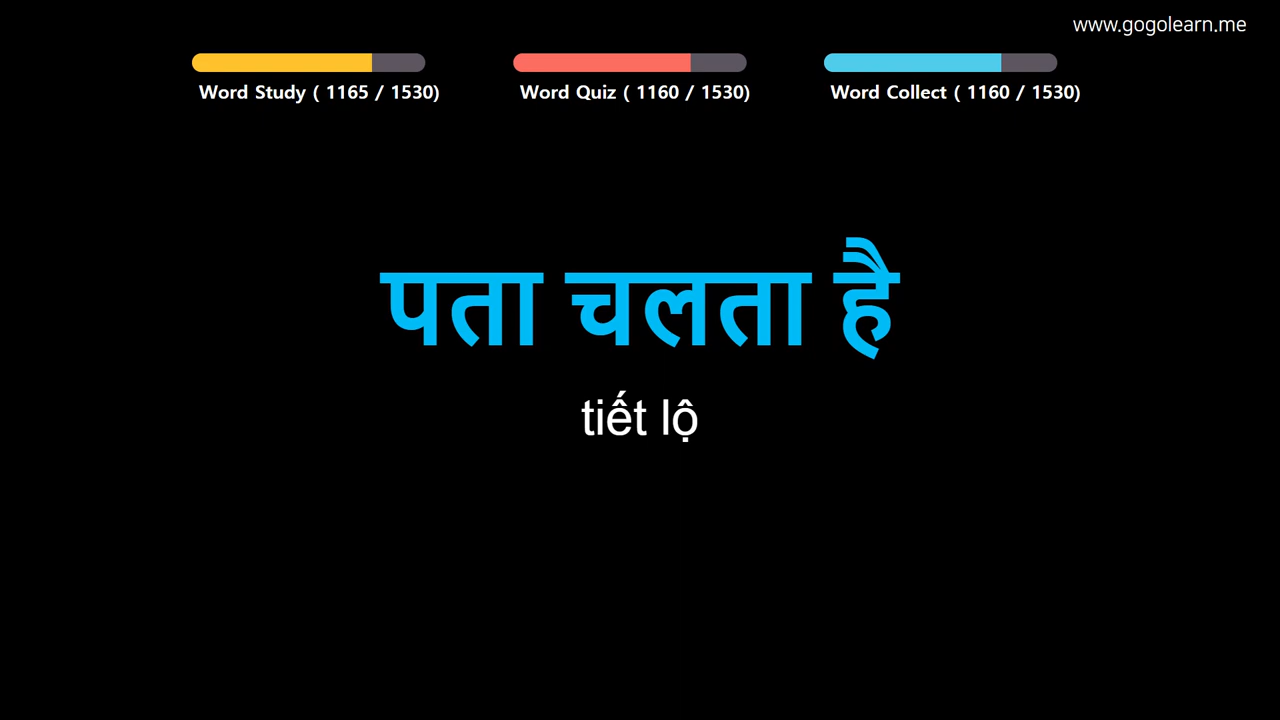 www.gogolearn.me
Word Study ( 1165 / 1530)
Word Quiz ( 1160 / 1530)
Word Collect ( 1160 / 1530)
पता चलता है
tiết lộ